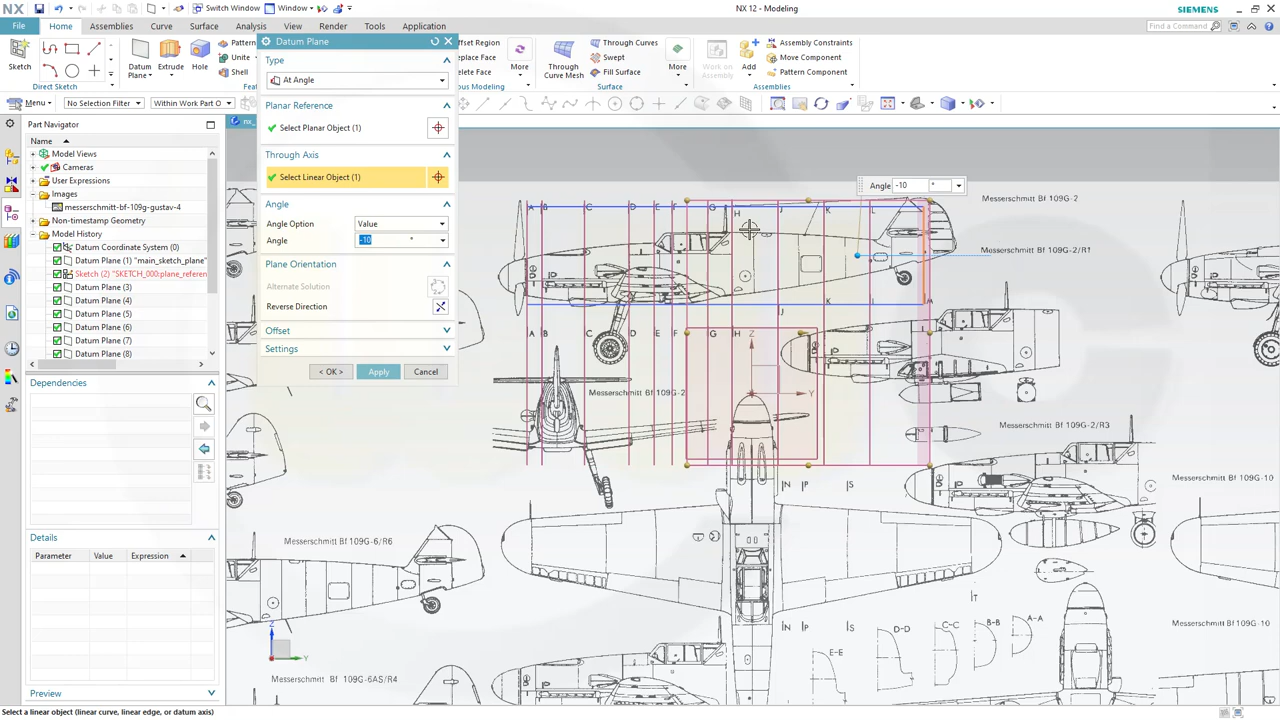 NX
Switch Window
Window
NX 12 - Modeling
SIEMENS
File
Home
Assemblies
Curve
Surface
Analysis
View
Render
Tools
Application
Find a Command
Sketch
Direct Sketch
Datum Plane
Extrude
Hole
Pattern
Unite
Shell
Offset Region
Replace Face
Delete Face
More
Through Curve Mesh
Through Curves
Swept
Fill Surface
More
Surface
Work on Assembly
Add
Assembly Constraints
Move Component
Pattern Component
Assemblies
Menu
No Selection Filter
Within Work Part O
Part Navigator
Name
Model Views
Cameras
User Expressions
Images
messerschmitt-bf-109g-gustav-4
Non-timestamp Geometry
Model History
Datum Coordinate System (0)
Datum Plane (1) "main_sketch_plane"
Sketch (2) "SKETCH_000:plane_referen
Datum Plane (3)
Datum Plane (4)
Datum Plane (5)
Datum Plane (6)
Datum Plane (7)
Datum Plane (8)
Dependencies
Details
Parameter
Value
Expression
Preview
Datum Plane
Type
At Angle
Planar Reference
Select Planar Object (1)
Through Axis
Select Linear Object (1)
Angle
Angle Option
Value
Angle
-10
°
Plane Orientation
Alternate Solution
Reverse Direction
Offset
Settings
< OK >
Apply
Cancel
Angle
-10
°
A B C D E F G H J K L
K L M
J
A B C D E F G H
Z
Y
Messerschmitt Bf 109G-2
Messerschmitt Bf 109G-2/R1
Messerschmitt Bf 109G-2
Messerschmitt Bf 109G-2/R3
Messerschmitt Bf 109G-10
N P S
Messerschmitt Bf 109G-6/R6
N P S
T
D-D
C-C
B-B
A-A
E-E
Messerschmitt Bf 109G-10
Messerschmitt Bf 109G-6AS/R4
Z
Y
Select a linear object (linear curve, linear edge, or datum axis)